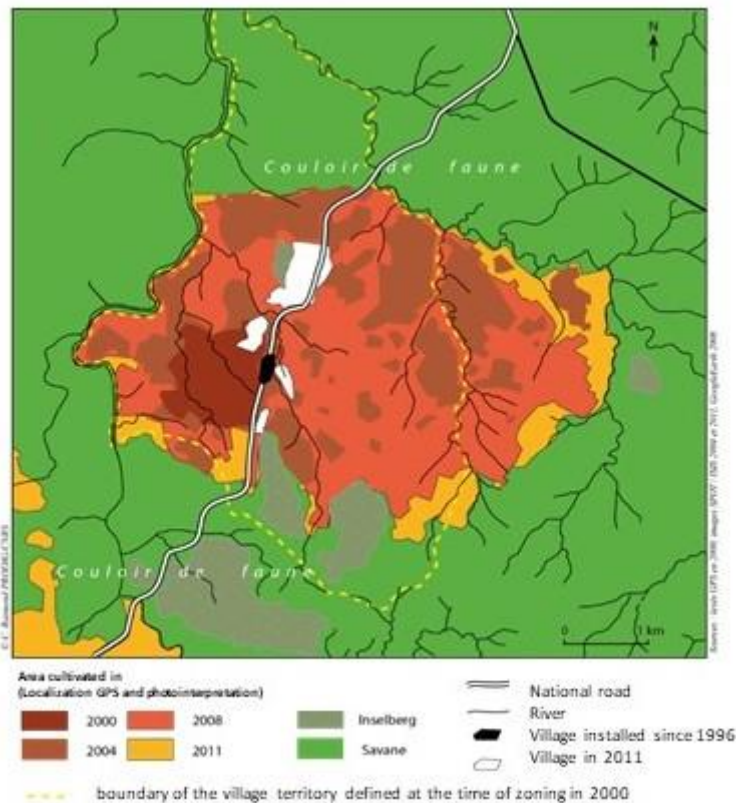 N
Couloir de faune
Couloir de faune
0 1 km
Area cultivated in
(Localization GPS and photointerpretation)
2000
2008
2004
2011
Inselberg
Savane
National road
River
Village installed since 1996
Village in 2011
boundary of the village territory defined at the time of zoning in 2000